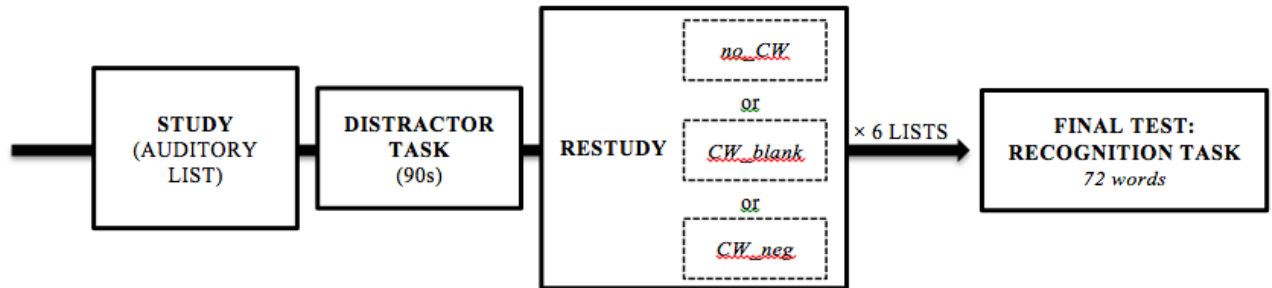 STUDY
(AUDITORY
LIST)
DISTRACTOR
TASK
(90s)
RESTUDY
no_CW
or
CW_blank
or
CW_neg
× 6 LISTS
FINAL TEST:
RECOGNITION TASK
72 words